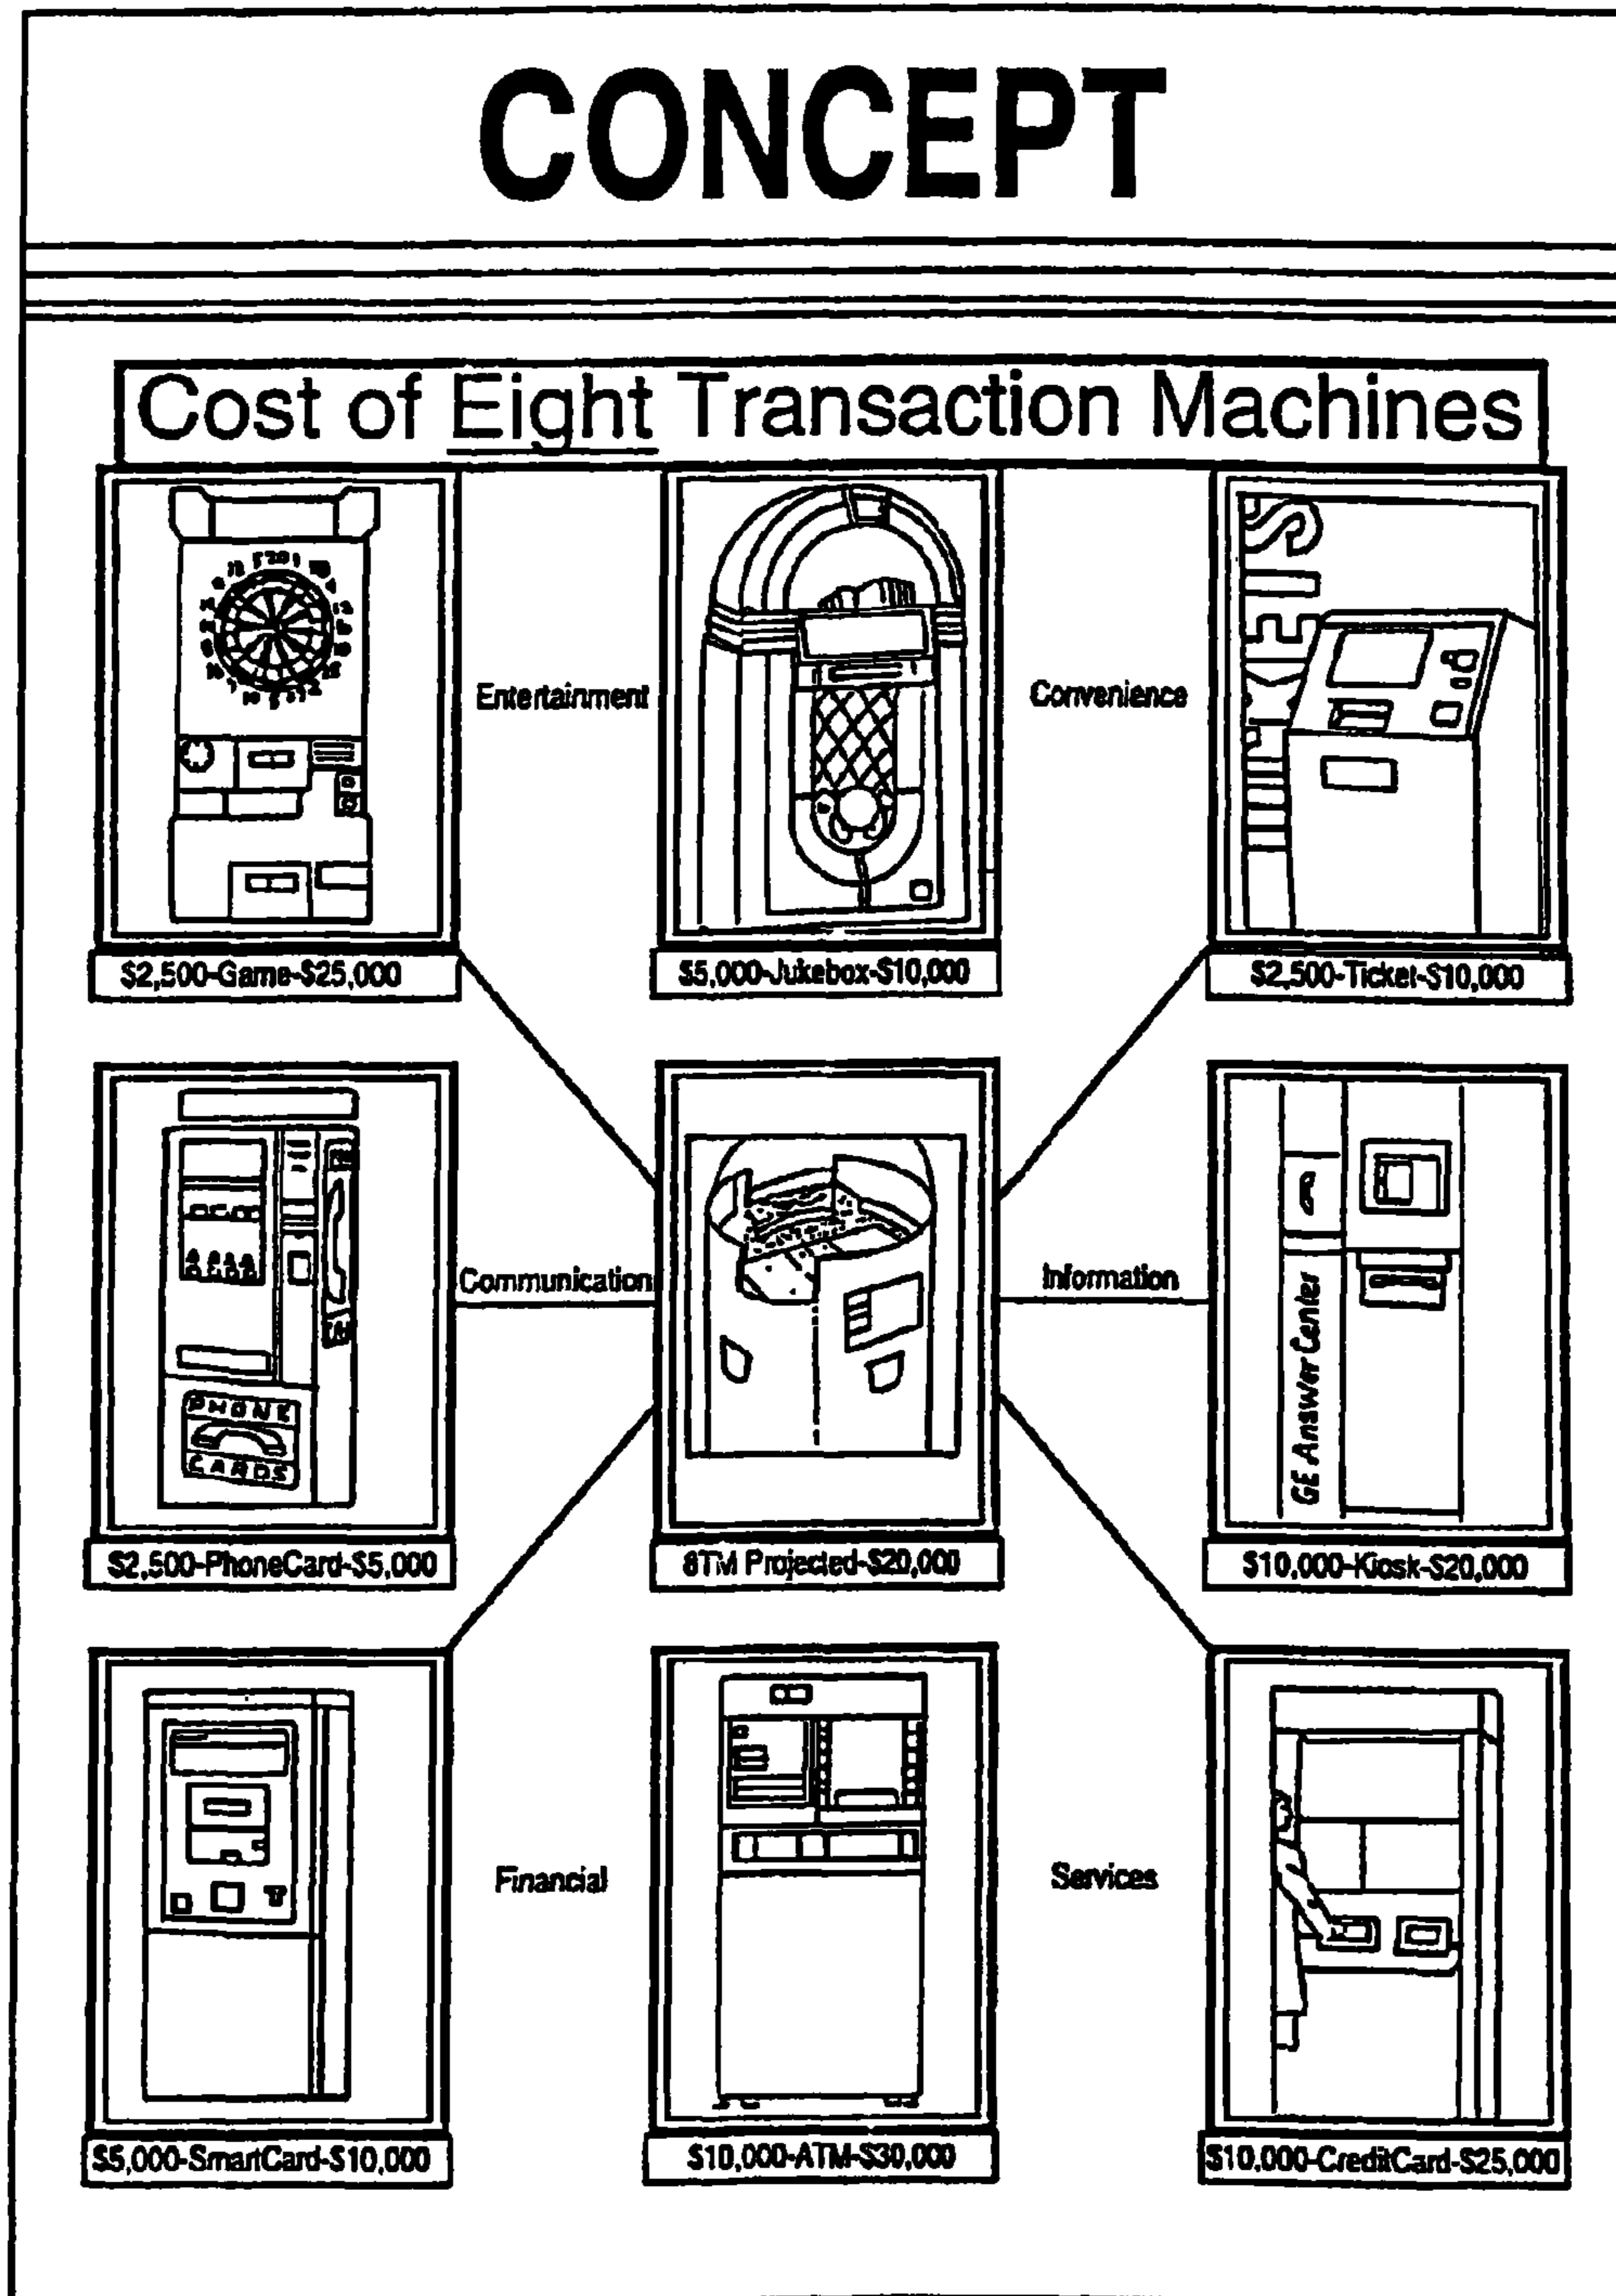 CONCEPT
Cost of Eight Transaction Machines
Entertainment
Convenience
TICKETS
$2,500-Game-$25,000
$5,000-Jukebox-$10,000
$2,500-Ticket-$10,000
Communication
Information
PHONE
CARDS
GE Answer Center
$2,500-PhoneCard-$5,000
8TM Projected-$20,000
$10,000-Kiosk-$20,000
Financial
Services
$5,000-SmartCard-$10,000
$10,000-ATM-$30,000
$10,000-CreditCard-$25,000